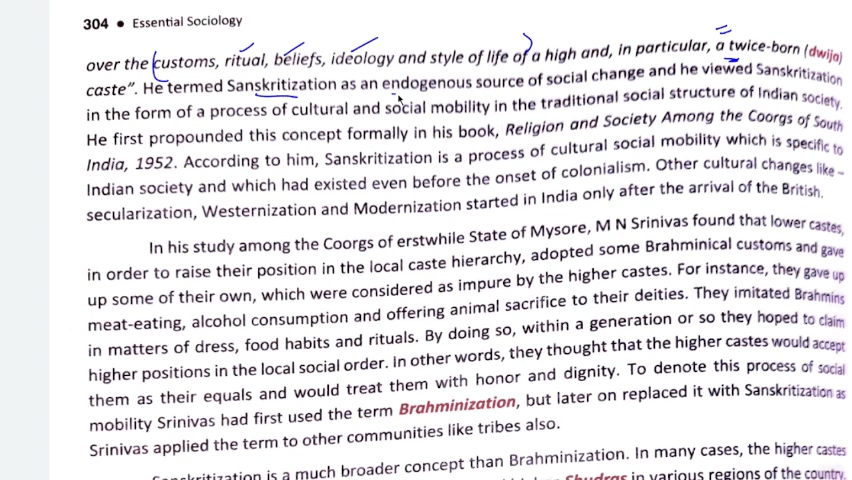 304 • Essential Sociology
over the customs, ritual, beliefs, ideology and style of life of a high and, in particular, a twice-born (dwija)
caste". He termed Sanskritization as an endogenous source of social change and he viewed Sanskritization
in the form of a process of cultural and social mobility in the traditional social structure of Indian society.
He first propounded this concept formally in his book, Religion and Society Among the Coorgs of South
India, 1952. According to him, Sanskritization is a process of cultural social mobility which is specific to
Indian society and which had existed even before the onset of colonialism. Other cultural changes like –
secularization, Westernization and Modernization started in India only after the arrival of the British.
In his study among the Coorgs of erstwhile State of Mysore, M N Srinivas found that lower castes,
in order to raise their position in the local caste hierarchy, adopted some Brahminical customs and gave
up some of their own, which were considered as impure by the higher castes. For instance, they gave up
meat-eating, alcohol consumption and offering animal sacrifice to their deities. They imitated Brahmins
in matters of dress, food habits and rituals. By doing so, within a generation or so they hoped to claim
higher positions in the local social order. In other words, they thought that the higher castes would accept
them as their equals and would treat them with honor and dignity. To denote this process of social
mobility Srinivas had first used the term Brahminization, but later on replaced it with Sanskritization as
Srinivas applied the term to other communities like tribes also.
Sanskritization is a much broader concept than Brahminization. In many cases, the higher castes
Shudras in various regions of the country.